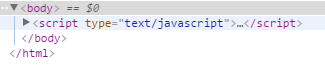 <body> == $0
<script type="text/javascript">…</script>
</body>
</html>